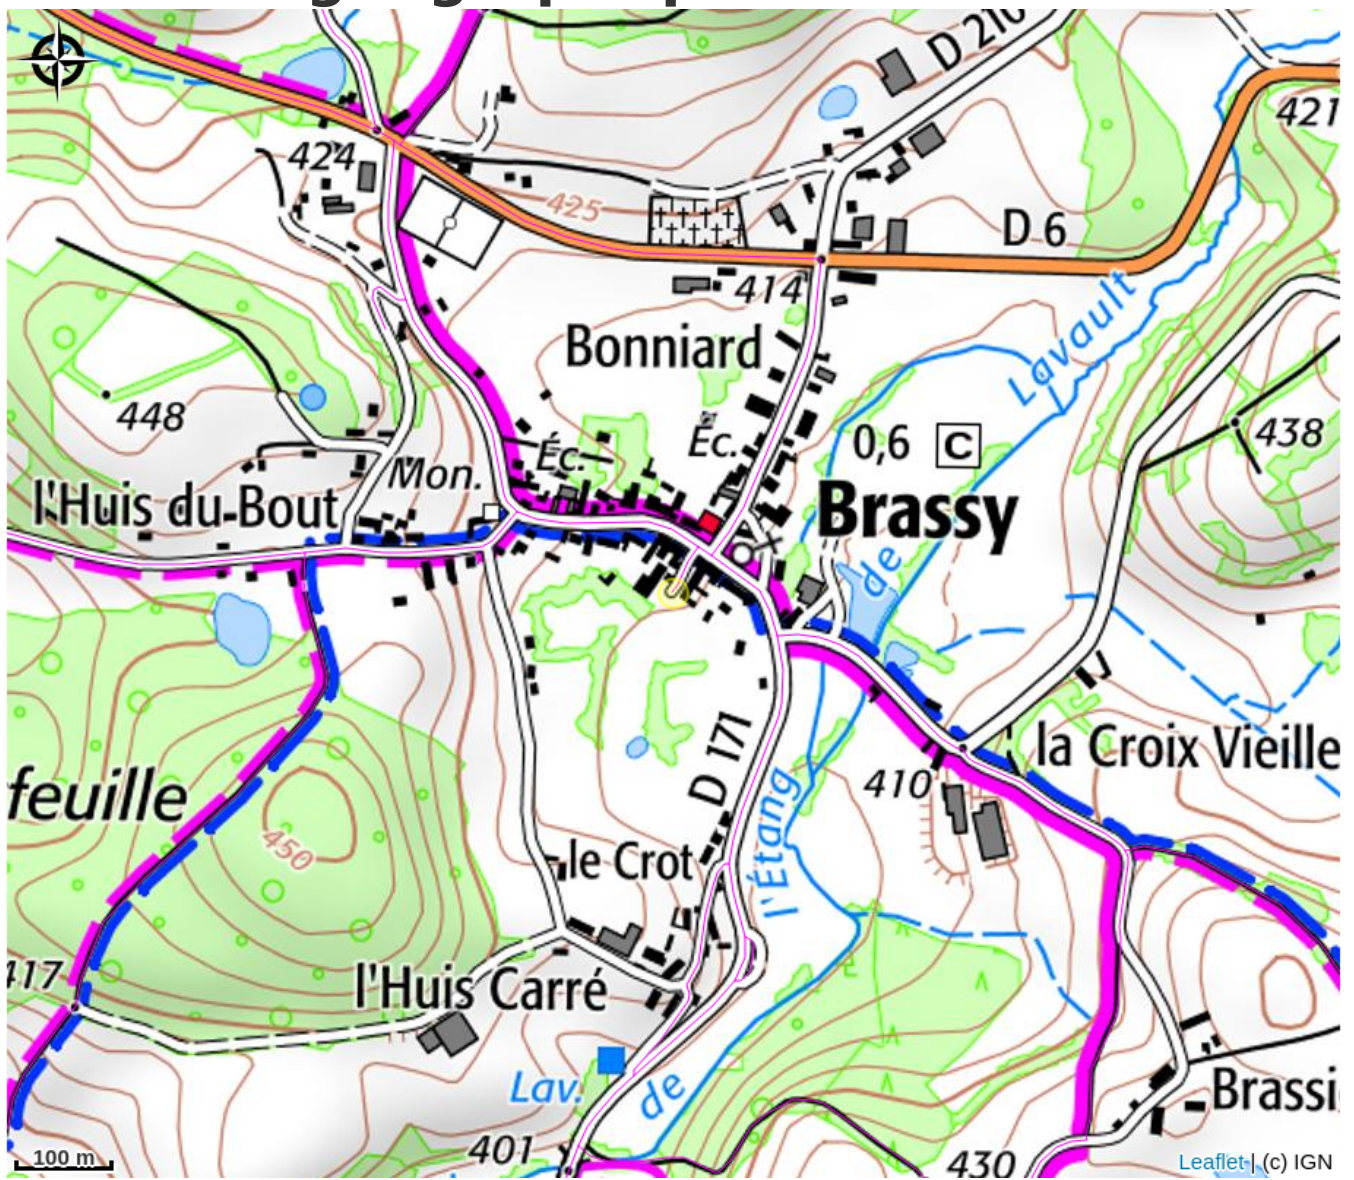 D 210
421
424
425
D 6
414
Bonniard
Lavault
448
438
0,6 C
Éc.
Éc.
Mon.
l'Huis du Bout
Brassy
de
la Croix Vieille
D 171
410
feuille
l'Étang
450
le Crot
417
l'Huis Carré
Lav.
de
Brassi
401
430
100 m
Leaflet | (c) IGN